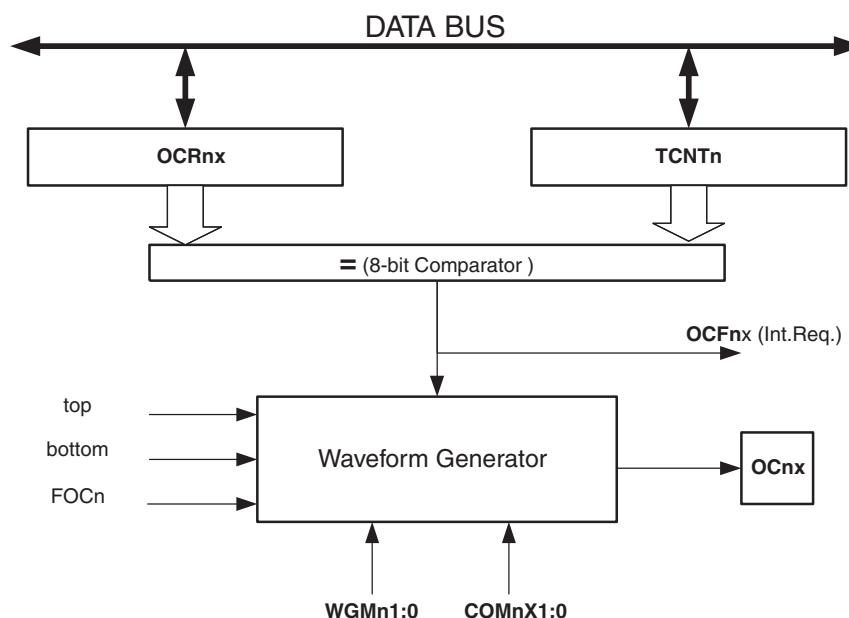 DATA BUS
OCRnx
TCNTn
= (8-bit Comparator )
OCFnx (Int.Req.)
top
bottom
FOCn
Waveform Generator
OCnx
WGMn1:0
COMnX1:0